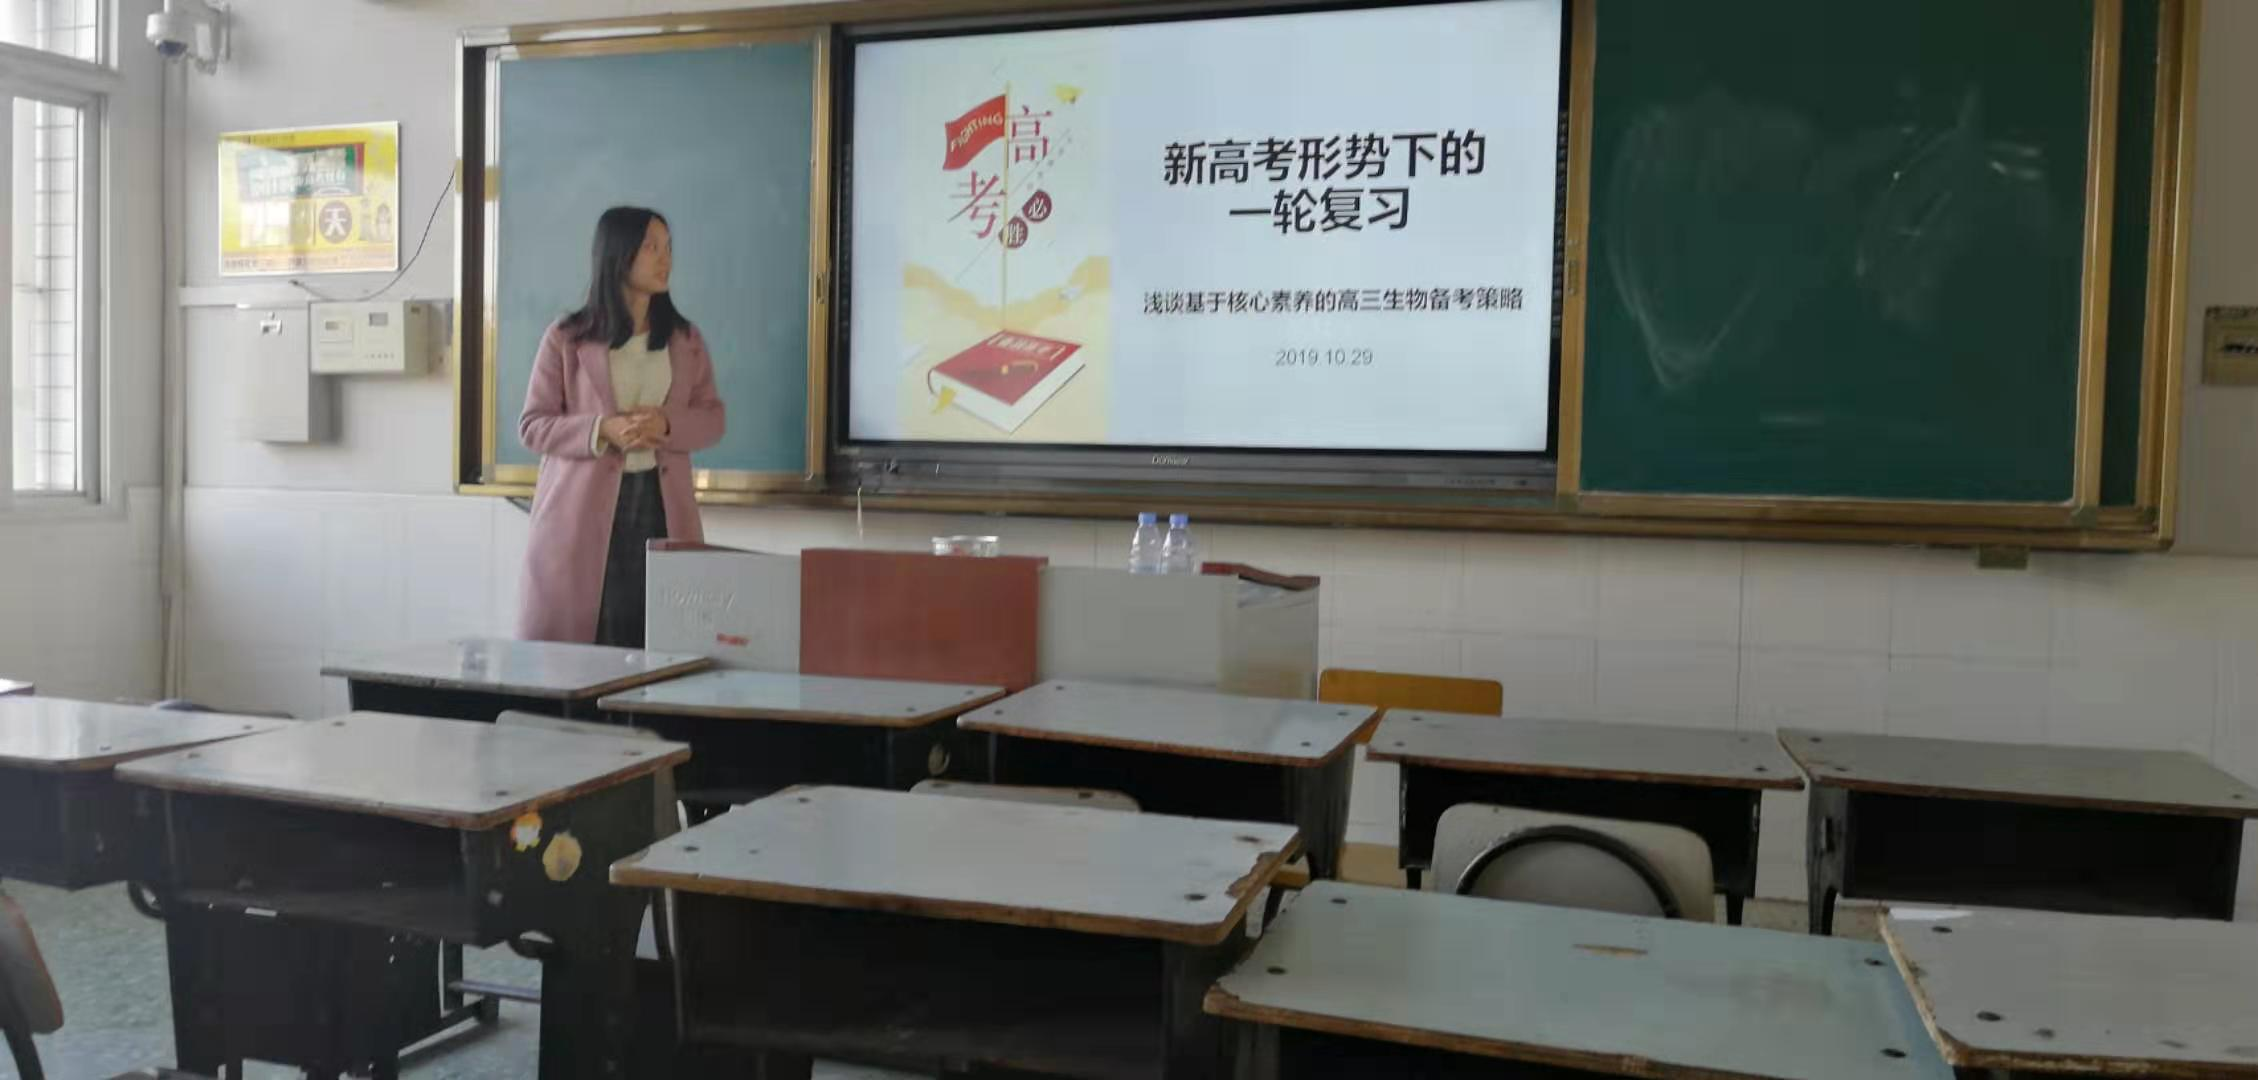 FIGHTING
高
考
必
胜
新高考形势下的
一轮复习
浅谈基于核心素养的高三生物备考策略
2019.10.29
天